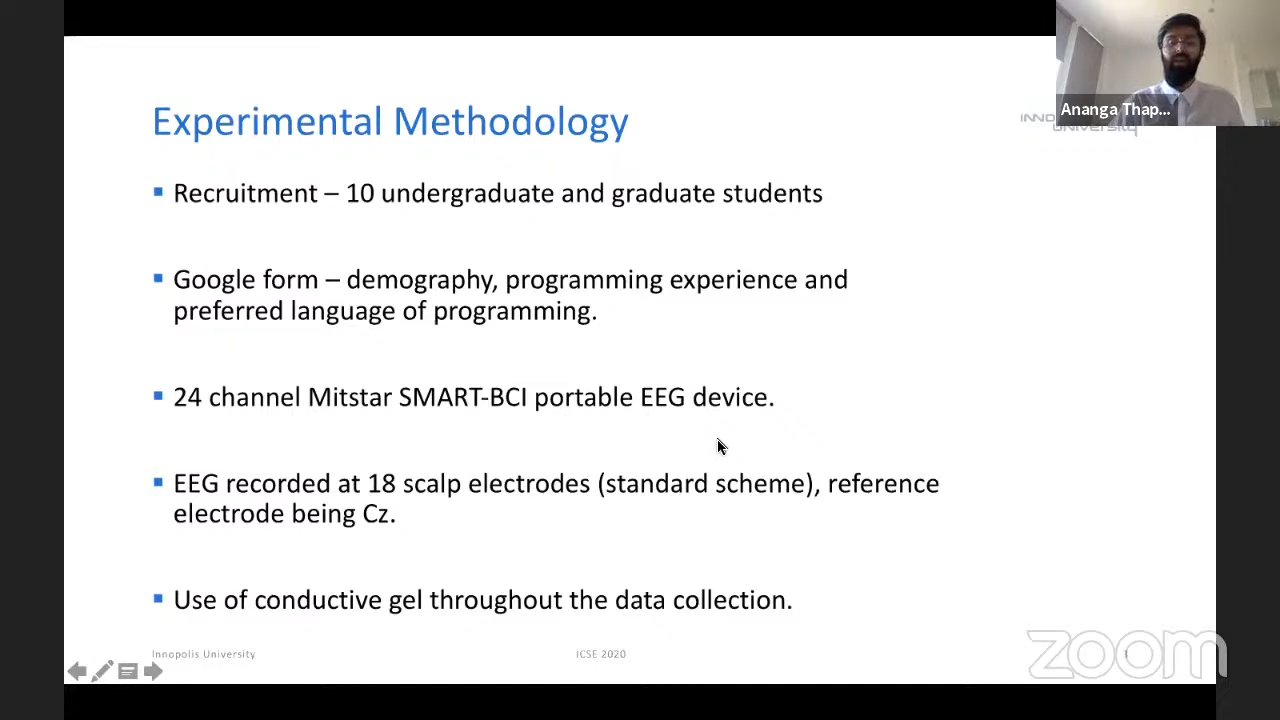 Experimental Methodology
Ananga Thap...
INNO
UNIVERSITY
Recruitment – 10 undergraduate and graduate students
Google form – demography, programming experience and
preferred language of programming.
24 channel Mitstar SMART-BCI portable EEG device.
EEG recorded at 18 scalp electrodes (standard scheme), reference
electrode being Cz.
Use of conductive gel throughout the data collection.
Innopolis University
ICSE 2020
zoom